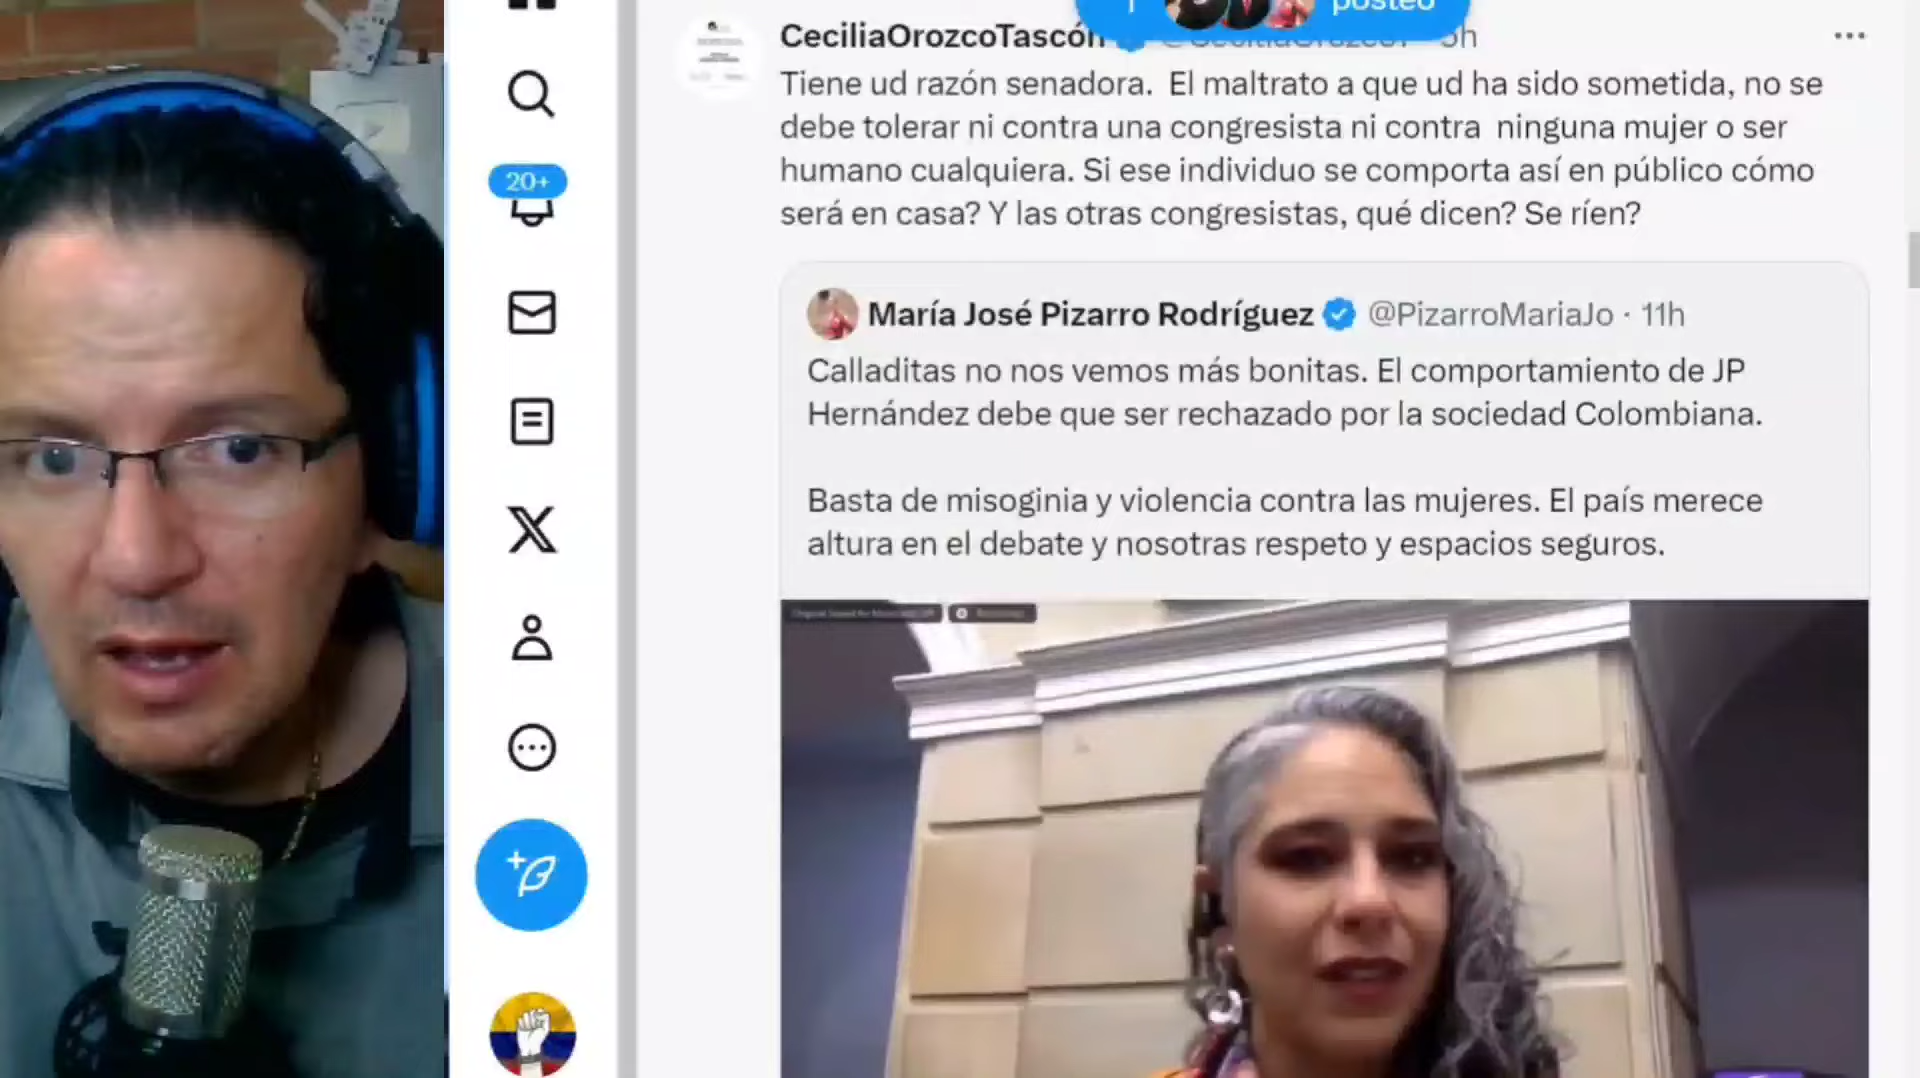 posteó
CeciliaOrozcoTascón
5h
Tiene ud razón senadora. El maltrato a que ud ha sido sometida, no se
debe tolerar ni contra una congresista ni contra ninguna mujer o ser
humano cualquiera. Si ese individuo se comporta así en público cómo
será en casa? Y las otras congresistas, qué dicen? Se ríen?
20+
María José Pizarro Rodríguez @PizarroMariaJo · 11h
Calladitas no nos vemos más bonitas. El comportamiento de JP
Hernández debe que ser rechazado por la sociedad Colombiana.
Basta de misoginia y violencia contra las mujeres. El país merece
altura en el debate y nosotras respeto y espacios seguros.